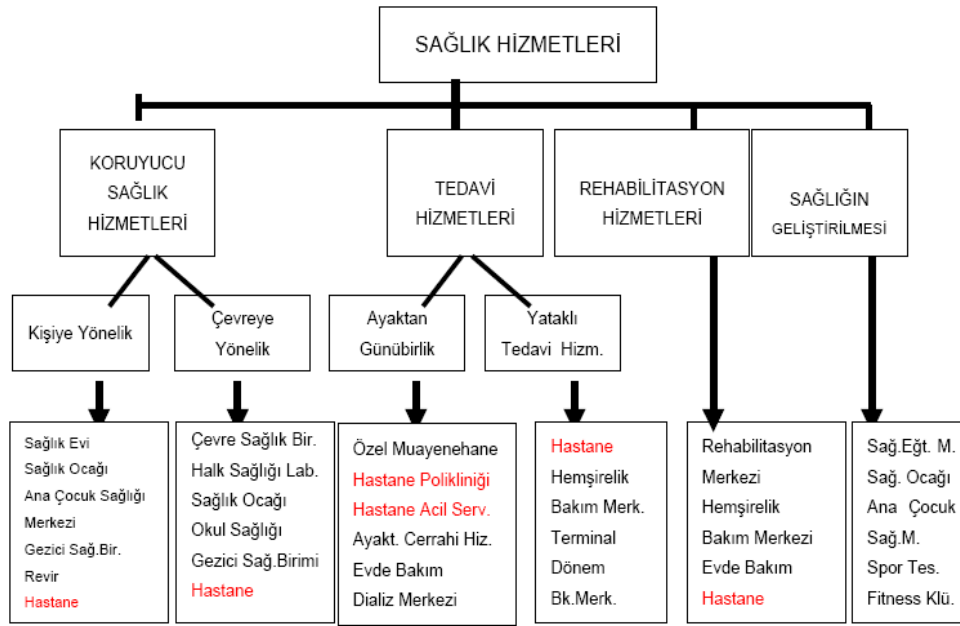 SAĞLIK HİZMETLERİ
KORUYUCU
SAĞLIK
HİZMETLERİ
TEDAVİ
HİZMETLERİ
REHABİLİTASYON
HİZMETLERİ
SAĞLIĞIN
GELİŞTİRİLMESİ
Kişiye Yönelik
Çevreye
Yönelik
Ayaktan
Günübirlik
Yataklı
Tedavi Hizm.
Sağlık Evi
Sağlık Ocağı
Ana Çocuk Sağlığı
Merkezi
Gezici Sağ.Bir.
Revir
Hastane
Çevre Sağlık Bir.
Halk Sağlığı Lab.
Sağlık Ocağı
Okul Sağlığı
Gezici Sağ.Birimi
Hastane
Özel Muayenehane
Hastane Polikliniği
Hastane Acil Serv.
Ayakt. Cerrahi Hiz.
Evde Bakım
Dializ Merkezi
Hastane
Hemşirelik
Bakım Merk.
Terminal
Dönem
Bk.Merk.
Rehabilitasyon
Merkezi
Hemşirelik
Bakım Merkezi
Evde Bakım
Hastane
Sağ.Eğt. M.
Sağ. Ocağı
Ana Çocuk
Sağ.M.
Spor Tes.
Fitness Klü.